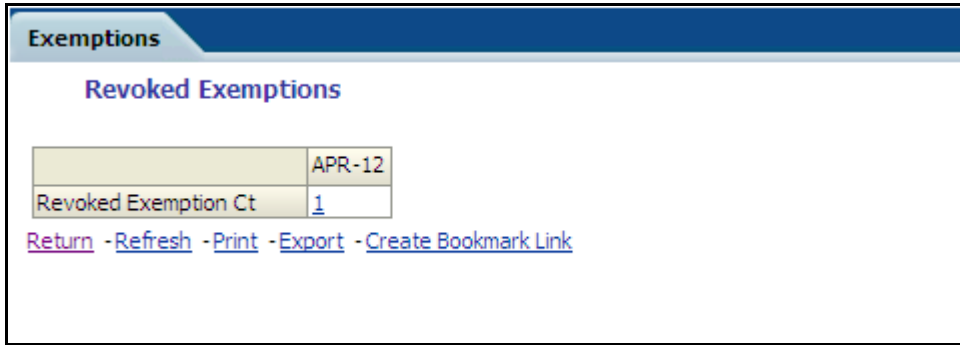 Exemptions
Revoked Exemptions
APR-12
Revoked Exemption Ct 1
Return - Refresh - Print - Export - Create Bookmark Link